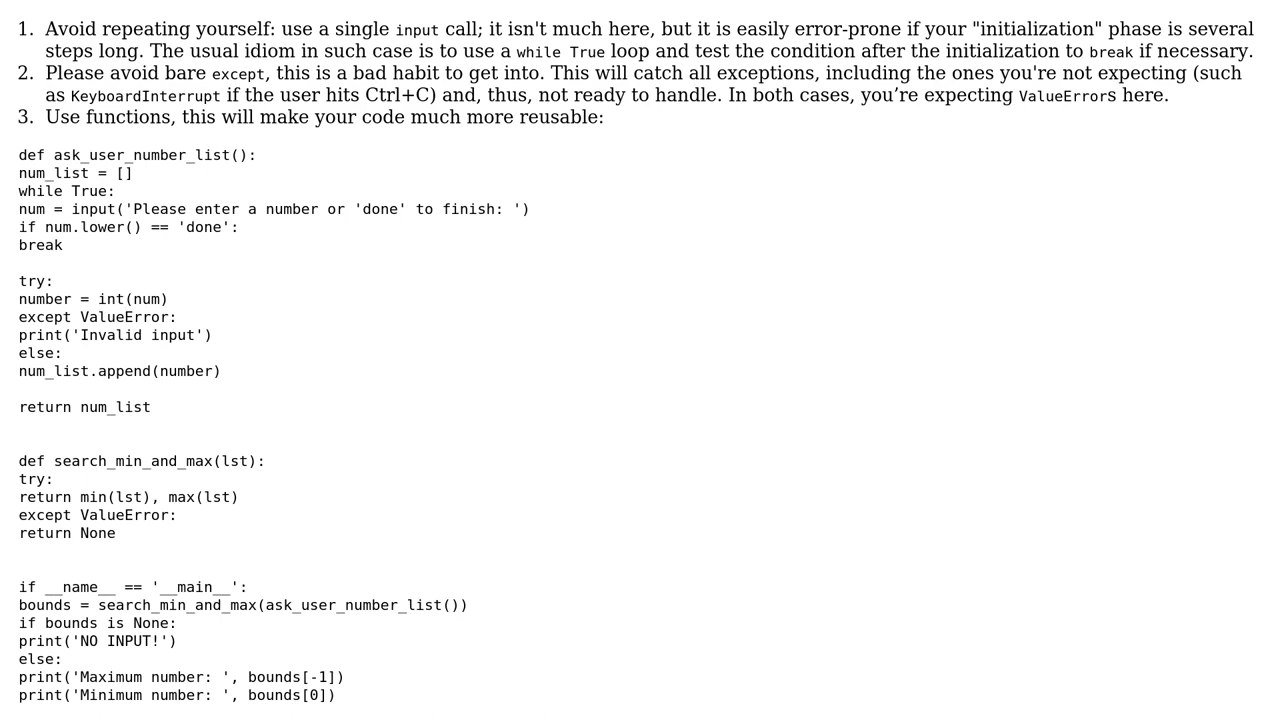 1. Avoid repeating yourself: use a single input call; it isn't much here, but it is easily error-prone if your "initialization" phase is several
steps long. The usual idiom in such case is to use a while True loop and test the condition after the initialization to break if necessary.
2. Please avoid bare except, this is a bad habit to get into. This will catch all exceptions, including the ones you're not expecting (such
as KeyboardInterrupt if the user hits Ctrl+C) and, thus, not ready to handle. In both cases, you’re expecting ValueErrors here.
3. Use functions, this will make your code much more reusable:
def ask_user_number_list():
num_list = []
while True:
num = input('Please enter a number or 'done' to finish: ')
if num.lower() == 'done':
break
try:
number = int(num)
except ValueError:
print('Invalid input')
else:
num_list.append(number)
return num_list
def search_min_and_max(lst):
try:
return min(lst), max(lst)
except ValueError:
return None
if __name__ == '__main__':
bounds = search_min_and_max(ask_user_number_list())
if bounds is None:
print('NO INPUT!')
else:
print('Maximum number: ', bounds[-1])
print('Minimum number: ', bounds[0])